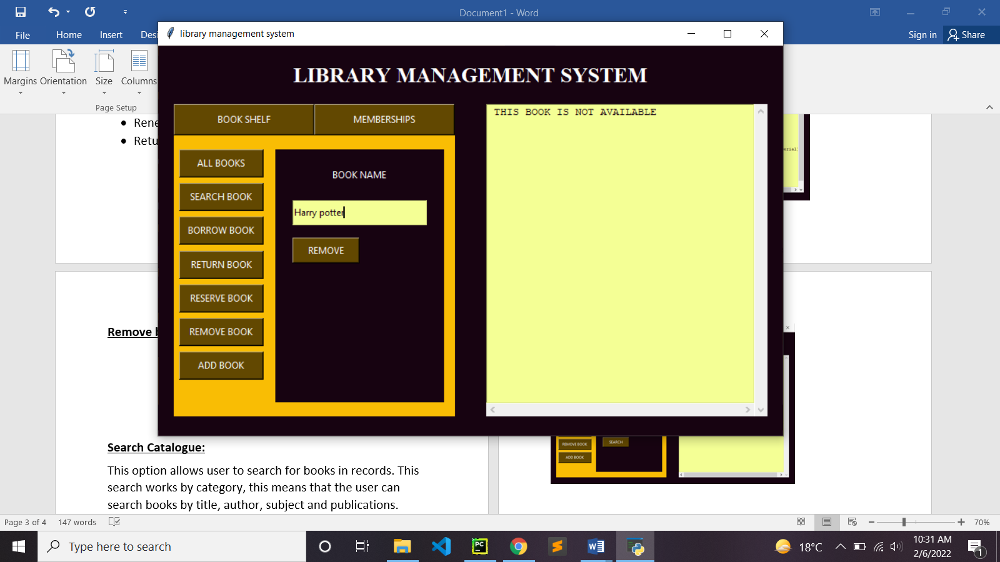 Document1 - Word
File
Home
Insert
Sign in
Share
library management system
Margins
Orientation
Size
Columns
Page Setup
LIBRARY MANAGEMENT SYSTEM
BOOK SHELF
MEMBERSHIPS
ALL BOOKS
SEARCH BOOK
BORROW BOOK
RETURN BOOK
RESERVE BOOK
REMOVE BOOK
ADD BOOK
BOOK NAME
Harry potter
REMOVE
THIS BOOK IS NOT AVAILABLE
Remove
Search Catalogue:
This option allows user to search for books in records. This
search works by category, this means that the user can
search books by title, author, subject and publications.
REMOVE BOOK
ADD BOOK
SEARCH
Page 3 of 4
147 words
70%
Type here to search
PC
18°C
10:31 AM
2/6/2022
1